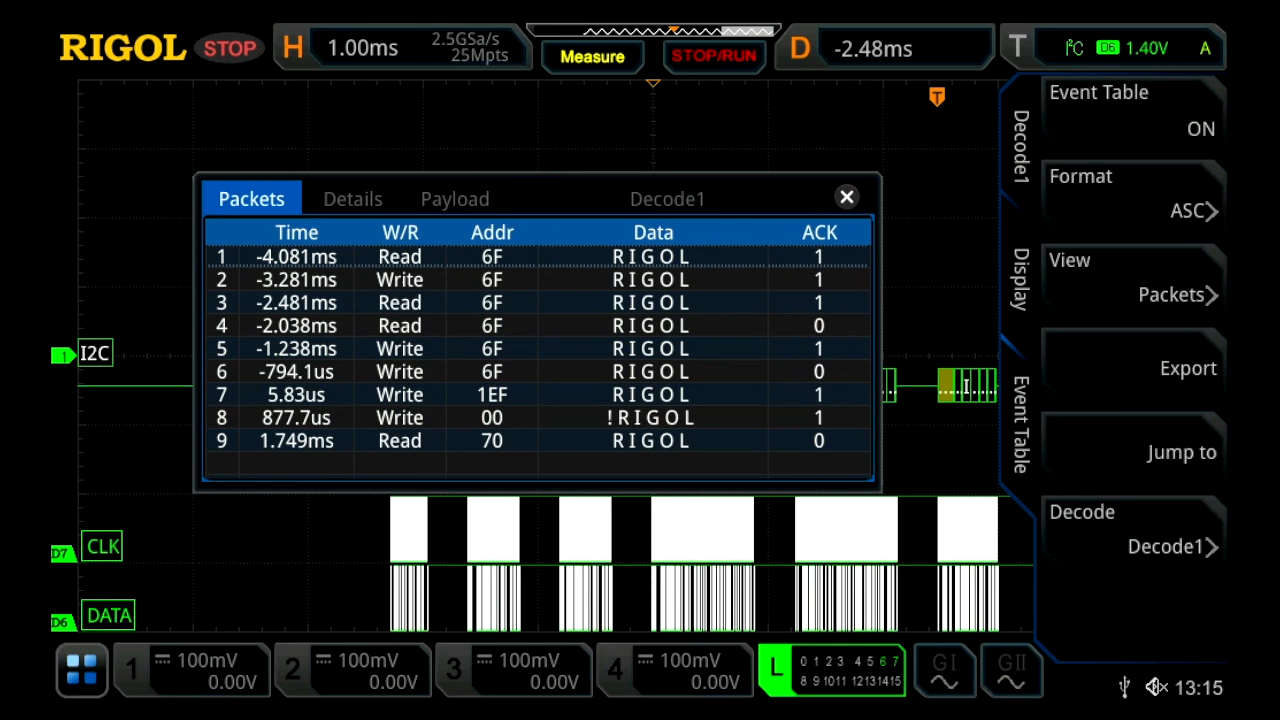 RIGOL STOP H 1.00ms 2.5GSa/s 25Mpts Measure STOP/RUN D -2.48ms T I²C D6 1.40V A
T
Packets Details Payload Decode1
Time W/R Addr Data ACK
1 -4.081ms Read 6F R I G O L 1
2 -3.281ms Write 6F R I G O L 1
3 -2.481ms Read 6F R I G O L 1
4 -2.038ms Read 6F R I G O L 0
5 -1.238ms Write 6F R I G O L 1
6 -794.1us Write 6F R I G O L 0
7 5.83us Write 1EF R I G O L 1
8 877.7us Write 00 ! R I G O L 1
9 1.749ms Read 70 R I G O L 0
1 I2C
... I ...
D7 CLK
D6 DATA
Decode1
Display
Event Table
Event Table
ON
Format
ASC
View
Packets
Export
Jump to
Decode
Decode1
1 100mV 0.00V
2 100mV 0.00V
3 100mV 0.00V
4 100mV 0.00V
L 0 1 2 3 4 5 6 7
8 9 10 11 12 13 14 15
GI GII
13:15